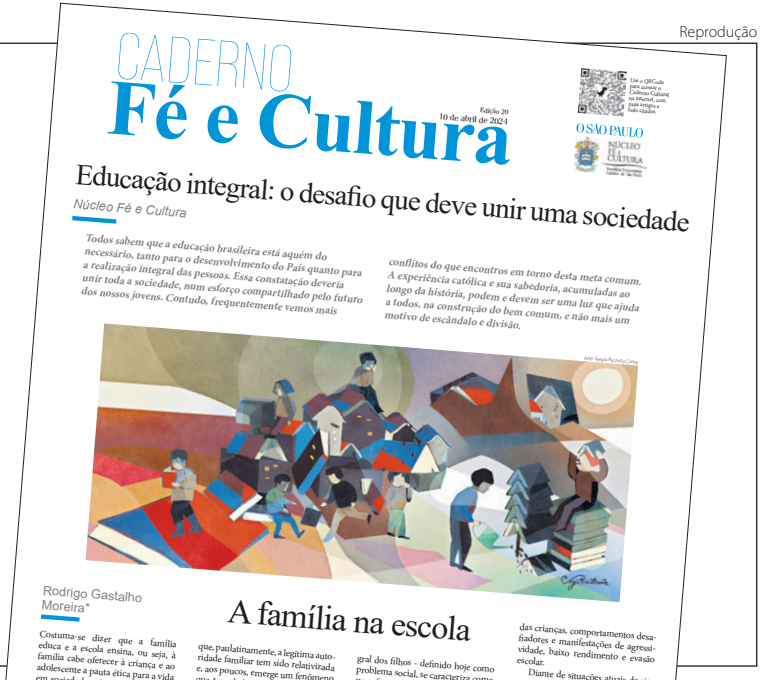 Reprodução
CADERNO
Fé e Cultura
Edição 20
10 de abril de 2024
Use o QRCode
para acessar o
Caderno Cultural
na internet, com
mais artigos e
links citados.
O SÃO PAULO
NÚCLEO
FÉ E
CULTURA
Educação integral: o desafio que deve unir uma sociedade
Núcleo Fé e Cultura
Todos sabem que a educação brasileira está aquém do
necessário, tanto para o desenvolvimento do País quanto para
a realização integral das pessoas. Essa constatação deveria
unir toda a sociedade, num esforço compartilhado pelo futuro
dos nossos jovens. Contudo, frequentemente vemos mais
conflitos do que encontros em torno desta meta comum.
A experiência católica e sua sabedoria, acumuladas ao
longo da história, podem e devem ser uma luz que ajuda
a todos, na construção do bem comum, e não mais um
motivo de escândalo e divisão.
Arte: Sergio Ricciuto Conte
Rodrigo Gastalho
Moreira*
A família na escola
Costuma-se dizer que a família
educa e a escola ensina, ou seja, à
família cabe oferecer à criança e ao
adolescente a pauta ética para a vida
que, paulatinamente, a legítima auto-
ridade familiar tem sido relativizada
e, aos poucos, emerge um fenômeno
gral dos filhos - definido hoje como
problema social, se caracteriza como
das crianças, comportamentos desa-
fiadores e manifestações de agressi-
vidade, baixo rendimento e evasão
escolar.
Diante de situações atuais